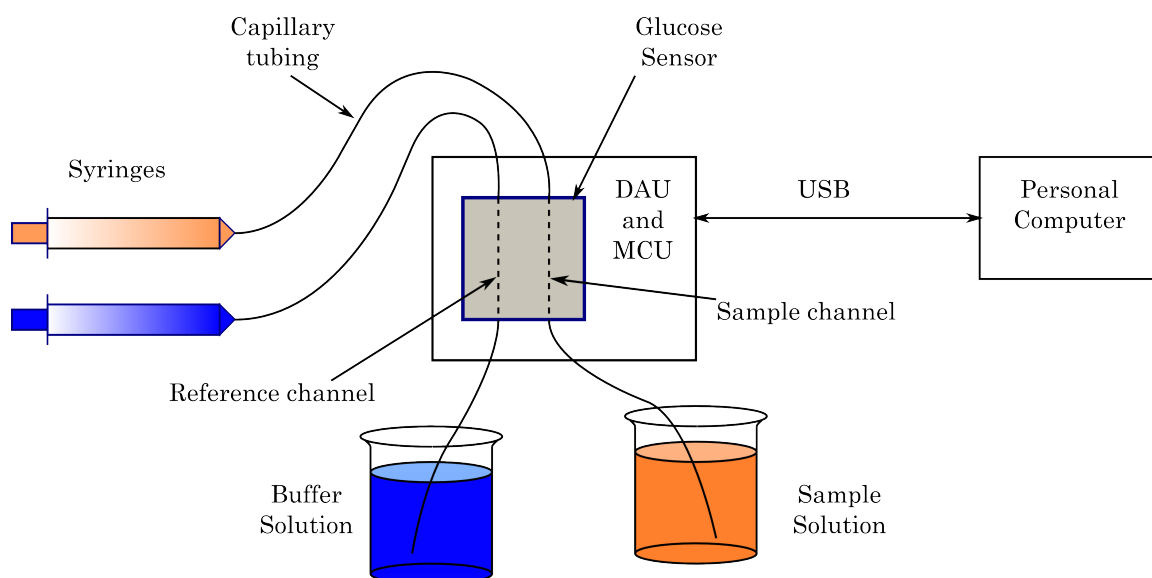 Capillary
tubing
Glucose
Sensor
Syringes
DAU
and
MCU
USB
Personal
Computer
Sample channel
Reference channel
Buffer
Solution
Sample
Solution